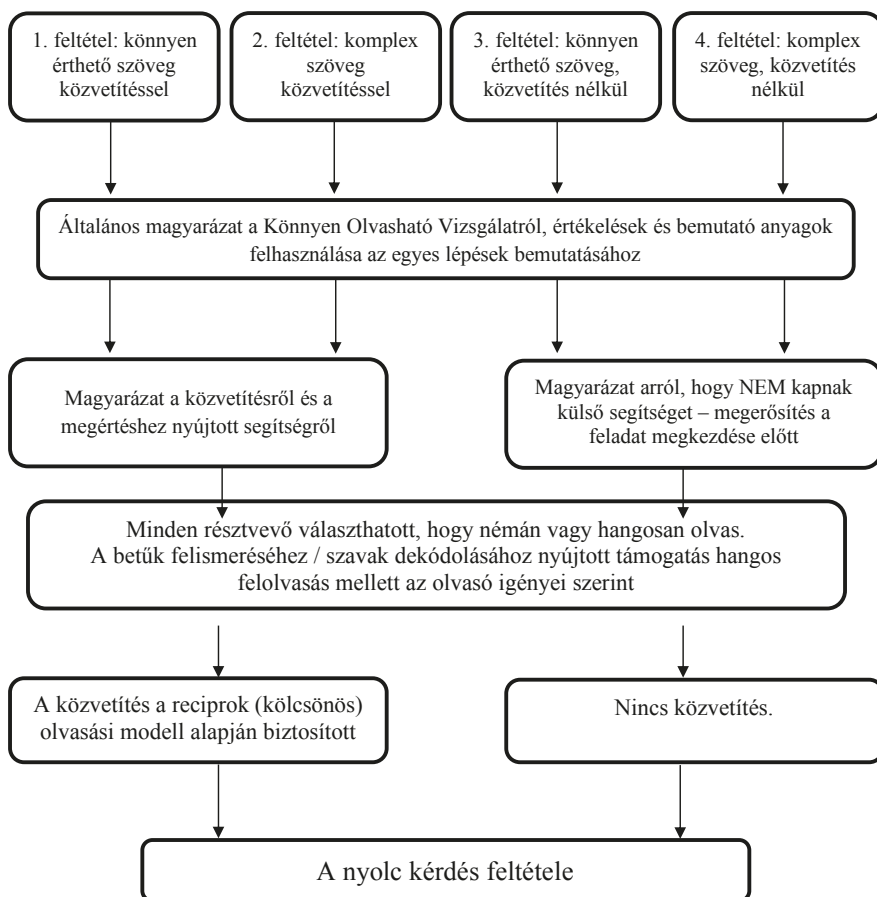 1. feltétel: könnyen
érthető szöveg
közvetítéssel
2. feltétel: komplex
szöveg
közvetítéssel
3. feltétel: könnyen
érthető szöveg,
közvetítés nélkül
4. feltétel: komplex
szöveg, közvetítés
nélkül
Általános magyarázat a Könnyen Olvasható Vizsgálatról, értékelések és bemutató anyagok
felhasználása az egyes lépések bemutatásához
Magyarázat a közvetítésről és a
megértéshez nyújtott segítségről
Magyarázat arról, hogy NEM kapnak
külső segítséget – megerősítés a
feladat megkezdése előtt
Minden résztvevő választhatott, hogy némán vagy hangosan olvas.
A betűk felismeréséhez / szavak dekódolásához nyújtott támogatás hangos
felolvasás mellett az olvasó igényei szerint
A közvetítés a reciprok (kölcsönös)
olvasási modell alapján biztosított
Nincs közvetítés.
A nyolc kérdés feltétele